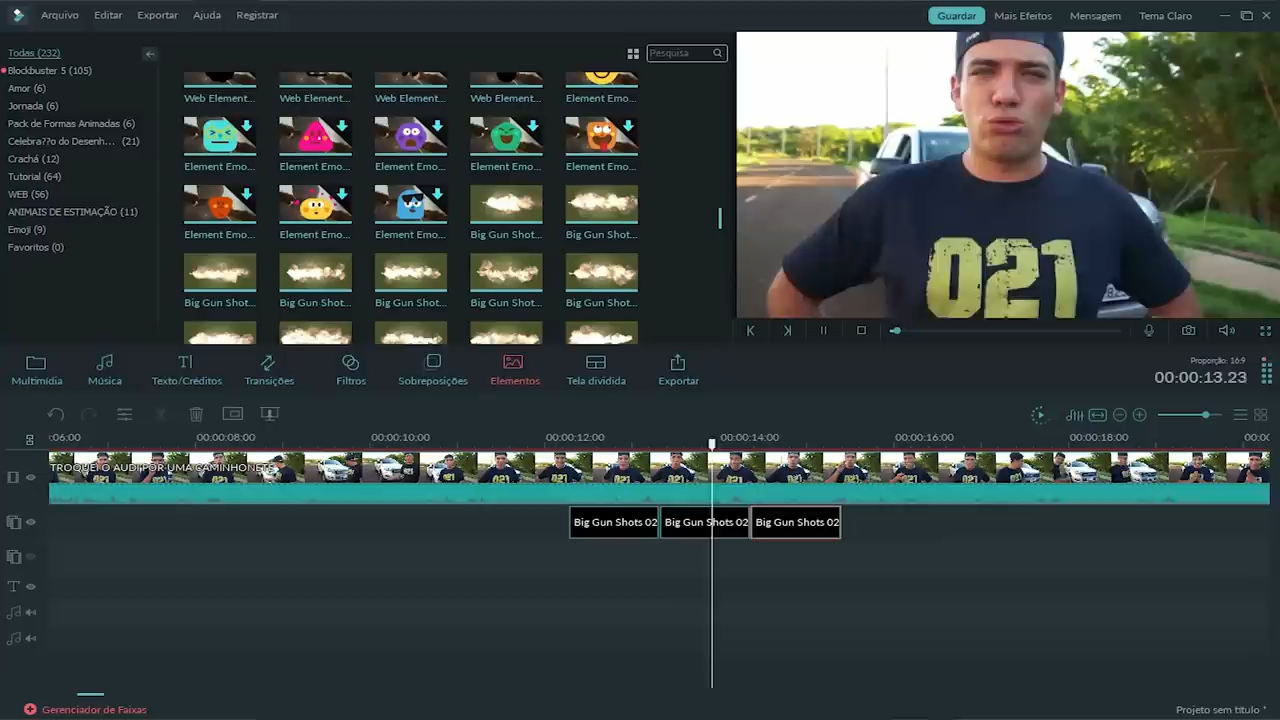 Arquivo Editar Exportar Ajuda Registrar Guardar Mais Efeitos Mensagem Tema Claro
Todas (232)
Blockbuster 5 (105)
Amor (6)
Jornada (6)
Pack de Formas Animadas (6)
Celebra??o do Desenh... (21)
Crachá (12)
Tutorial (64)
WEB (56)
ANIMAIS DE ESTIMAÇÃO (11)
Emoji (9)
Favoritos (0)
Pesquisa
Web Element... Web Element... Web Element... Web Element... Element Emo...
Element Emo... Element Emo... Element Emo... Element Emo... Element Emo...
Element Emo... Element Emo... Element Emo... Big Gun Shot... Big Gun Shot...
Big Gun Shot... Big Gun Shot... Big Gun Shot... Big Gun Shot... Big Gun Shot...
021
Multimídia Música Texto/Créditos Transições Filtros Sobreposições Elementos Tela dividida Exportar
Proporção: 16:9
00:00:13.23
:06:00 00:00:08:00 00:00:10:00 00:00:12:00 00:00:14:00 00:00:16:00 00:00:18:00 00:00
TROQUEI O AUDI POR UMA CAMINHONETE
Big Gun Shots 02 Big Gun Shots 02 Big Gun Shots 02
Gerenciador de Faixas
Projeto sem título *